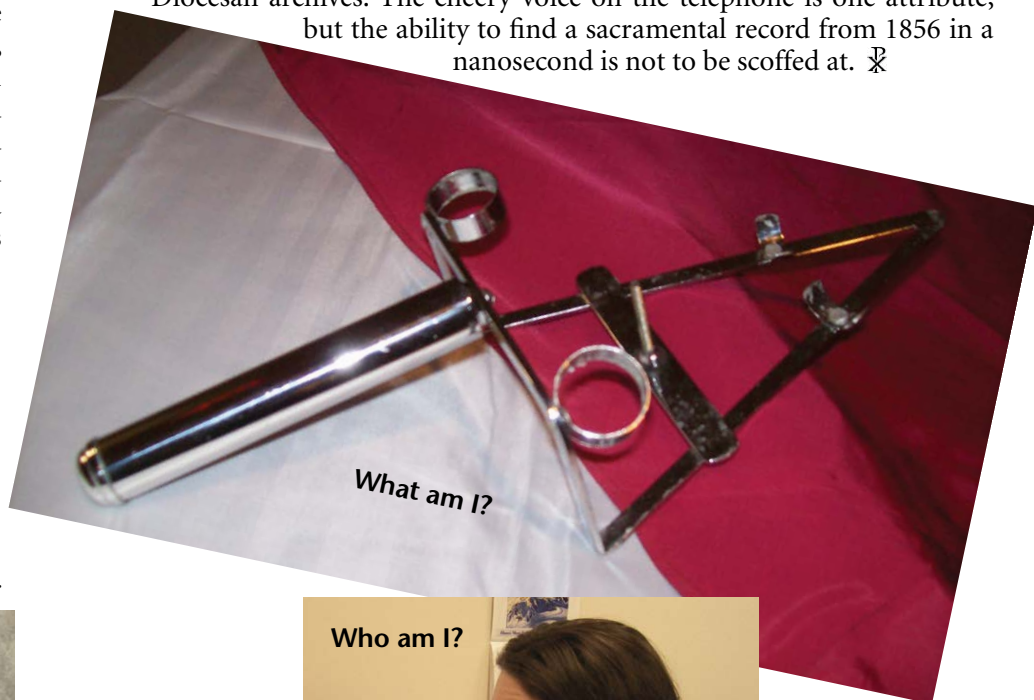 Diocesan archives. The cheery voice on the telephone is one attribute,
but the ability to find a sacramental record from 1856 in a
nanosecond is not to be scoffed at.
What am I?
Who am I?